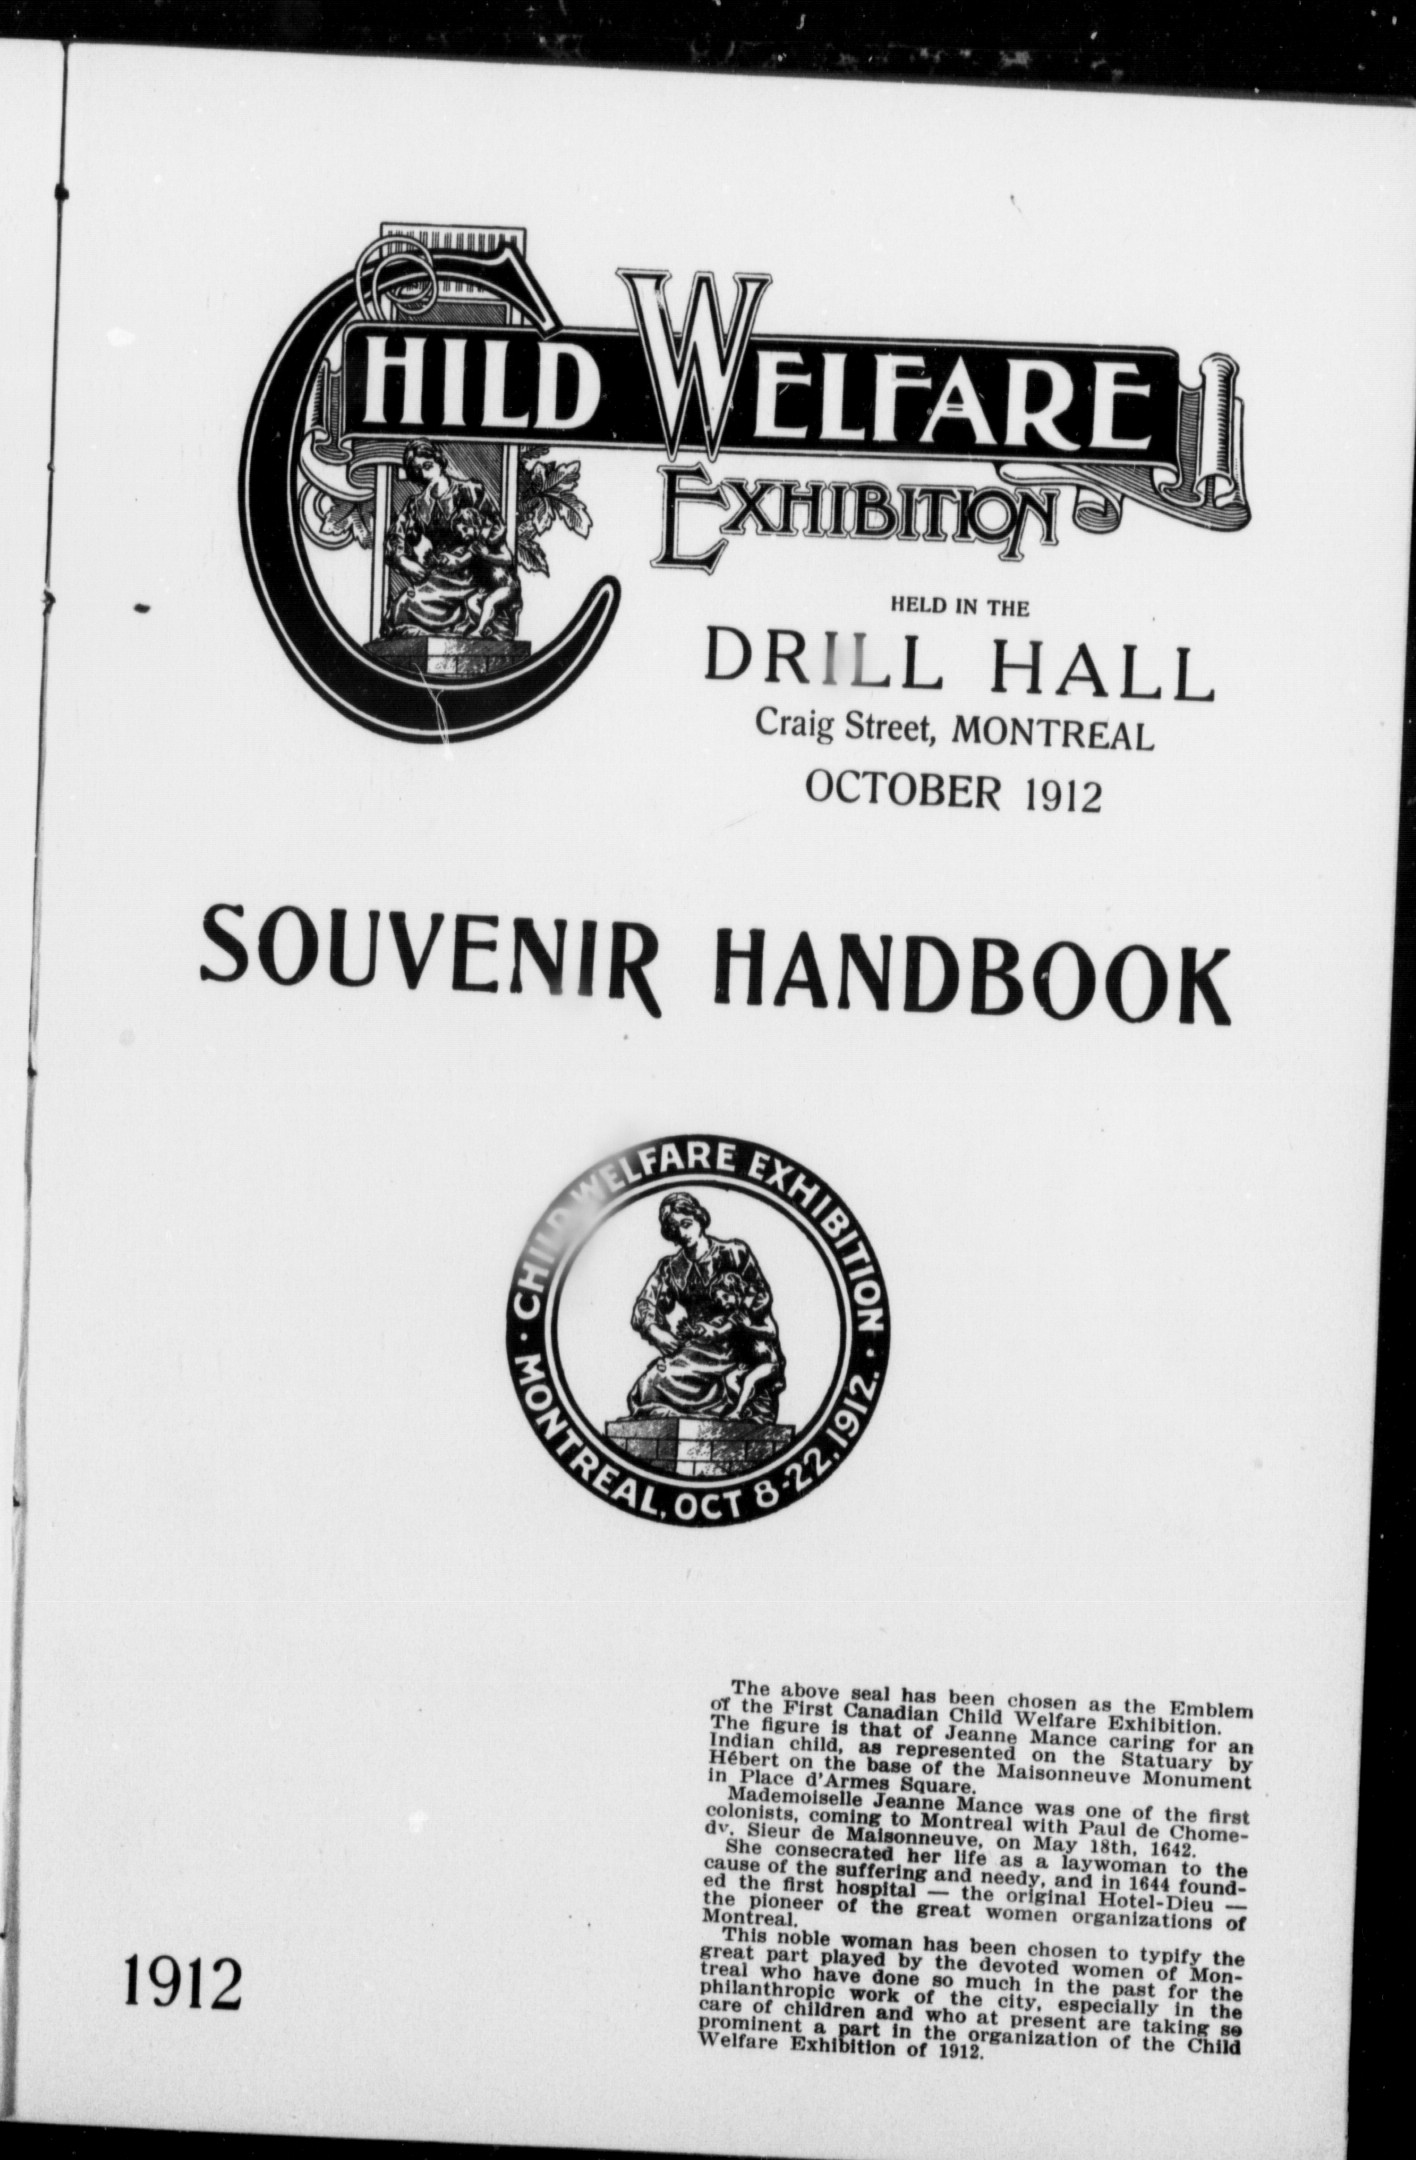 CHILD WELFARE
EXHIBITION
HELD IN THE
DRILL HALL
Craig Street, MONTREAL
OCTOBER 1912
SOUVENIR HANDBOOK
· CHILD WELFARE EXHIBITION ·
MONTREAL, OCT 8-22, 1912.
The above seal has been chosen as the Emblem
of the First Canadian Child Welfare Exhibition.
The figure is that of Jeanne Mance caring for an
Indian child, as represented on the Statuary by
Hébert on the base of the Maisonneuve Monument
in Place d'Armes Square.
Mademoiselle Jeanne Mance was one of the first
colonists, coming to Montreal with Paul de Chome-
dy, Sieur de Maisonneuve, on May 18th, 1642.
She consecrated her life as a laywoman to the
cause of the suffering and needy, and in 1644 found-
ed the first hospital — the original Hotel-Dieu —
the pioneer of the great women organizations of
Montreal.
This noble woman has been chosen to typify the
great part played by the devoted women of Mon-
treal who have done so much in the past for the
philanthropic work of the city, especially in the
care of children and who at present are taking so
prominent a part in the organization of the Child
Welfare Exhibition of 1912.
1912